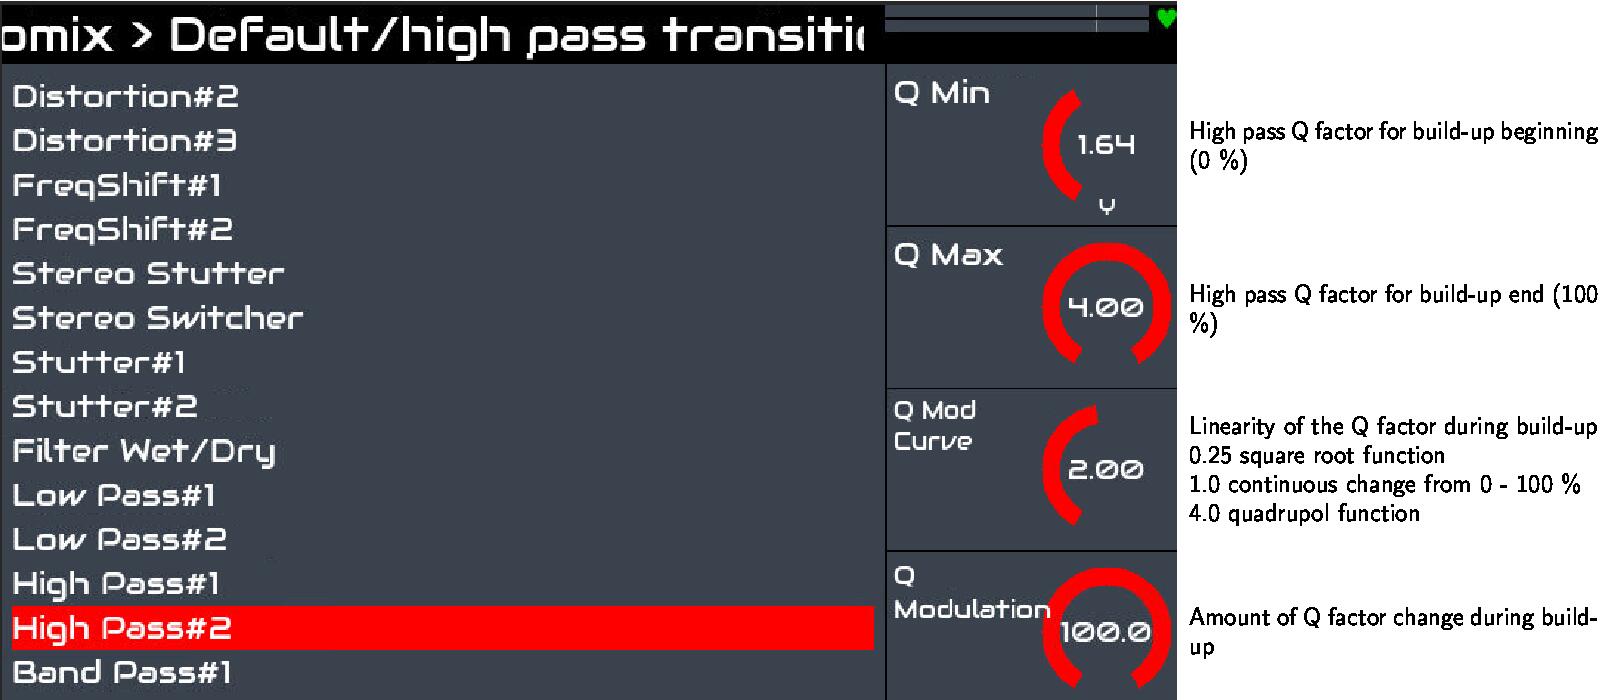 omix > Default/high pass transitio
Distortion#2
Distortion#3
FreqShift#1
FreqShift#2
Stereo Stutter
Stereo Switcher
Stutter#1
Stutter#2
Filter Wet/Dry
Low Pass#1
Low Pass#2
High Pass#1
High Pass#2
Band Pass#1
Q Min
1.64
Y
High pass Q factor for build-up beginning
(0 %)
Q Max
4.00
High pass Q factor for build-up end (100
%)
Q Mod
Curve
2.00
Linearity of the Q factor during build-up
0.25 square root function
1.0 continuous change from 0 - 100 %
4.0 quadrupol function
Q
Modulation
100.0
Amount of Q factor change during build-
up